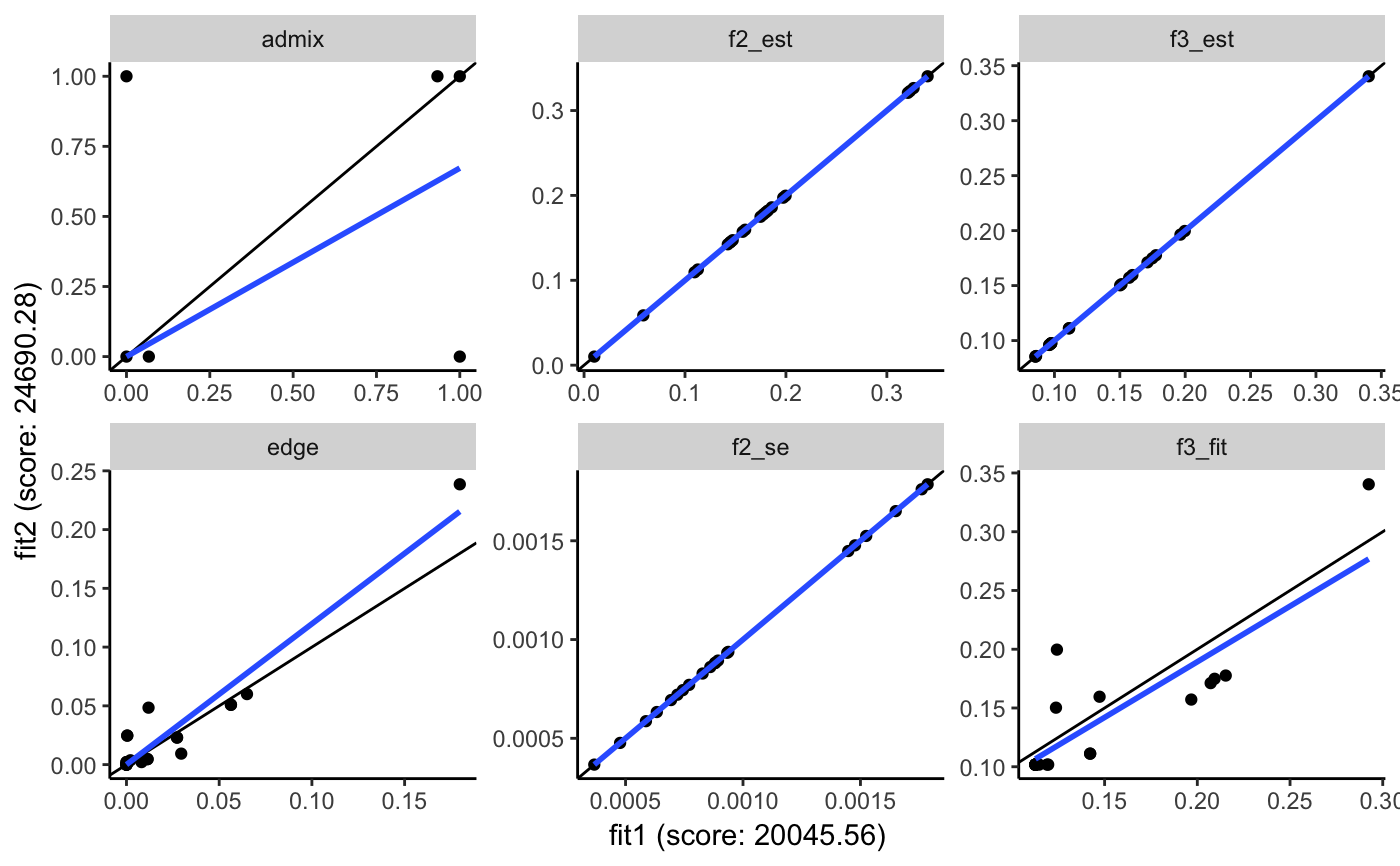 admix
f2_est
f3_est
1.00
0.75
0.50
0.25
0.00
0.00 0.25 0.50 0.75 1.00
0.3
0.2
0.1
0.0
0.0 0.1 0.2 0.3
0.35
0.30
0.25
0.20
0.15
0.10
0.10 0.15 0.20 0.25 0.30 0.35
edge
f2_se
f3_fit
0.25
0.20
0.15
0.10
0.05
0.00
0.00 0.05 0.10 0.15
0.0015
0.0010
0.0005
0.0005 0.0010 0.0015
0.35
0.30
0.25
0.20
0.15
0.10
0.15 0.20 0.25 0.30
fit2 (score: 24690.28)
fit1 (score: 20045.56)